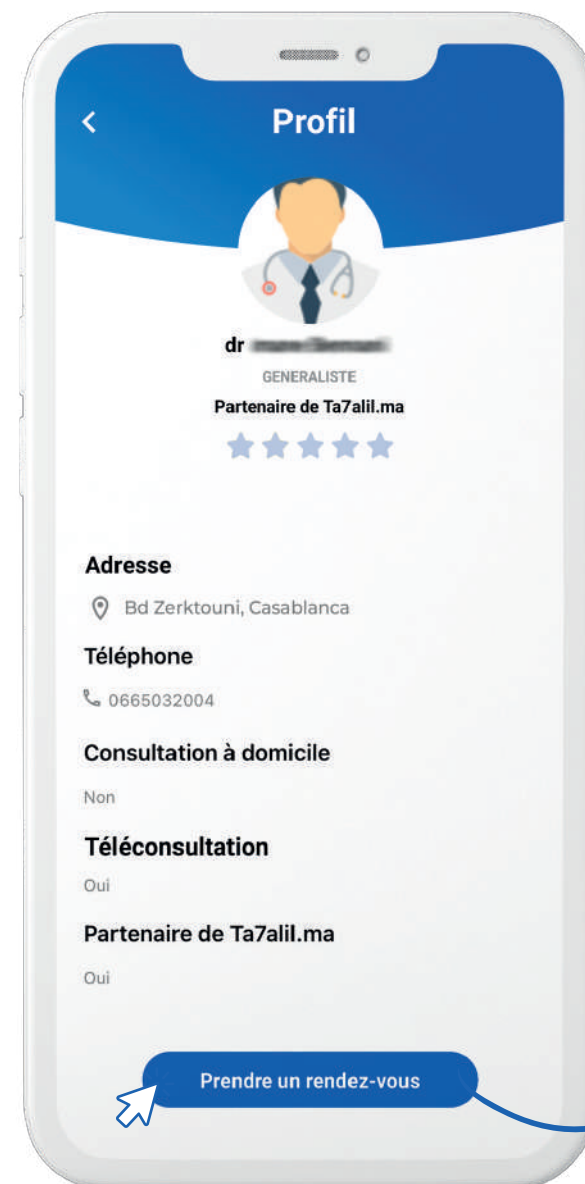 Profil
dr
GENERALISTE
Partenaire de Ta7alil.ma
Adresse
Bd Zerktouni, Casablanca
Téléphone
0665032004
Consultation à domicile
Non
Téléconsultation
Oui
Partenaire de Ta7alil.ma
Oui
Prendre un rendez-vous